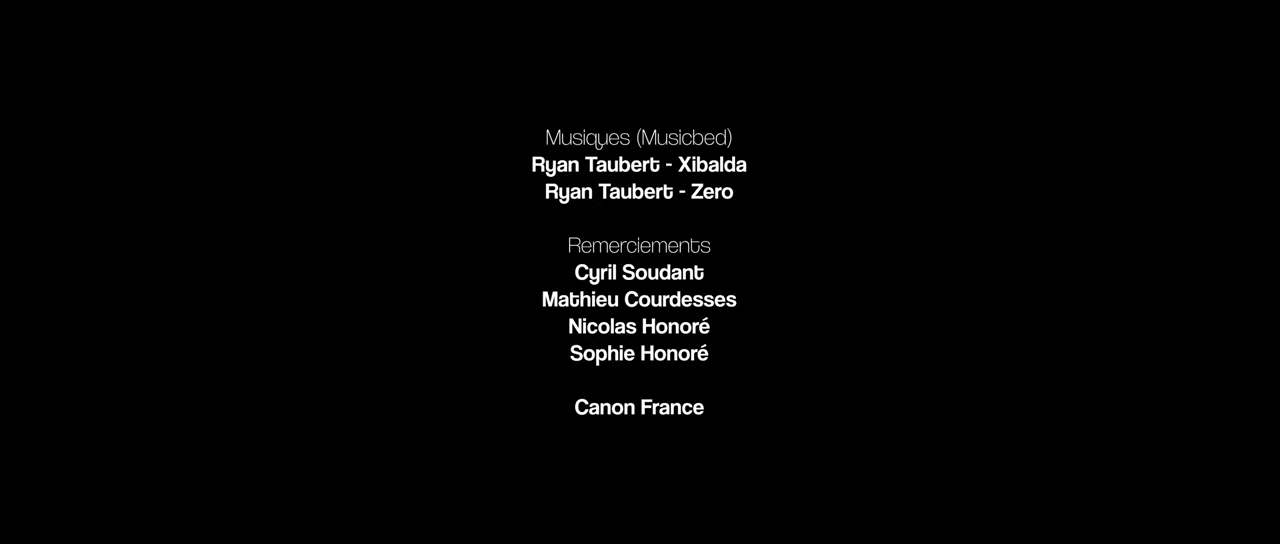 Musiques (Musicbed)
Ryan Taubert - Xibalda
Ryan Taubert - Zero
Remerciements
Cyril Soudant
Mathieu Courdesses
Nicolas Honoré
Sophie Honoré
Canon France